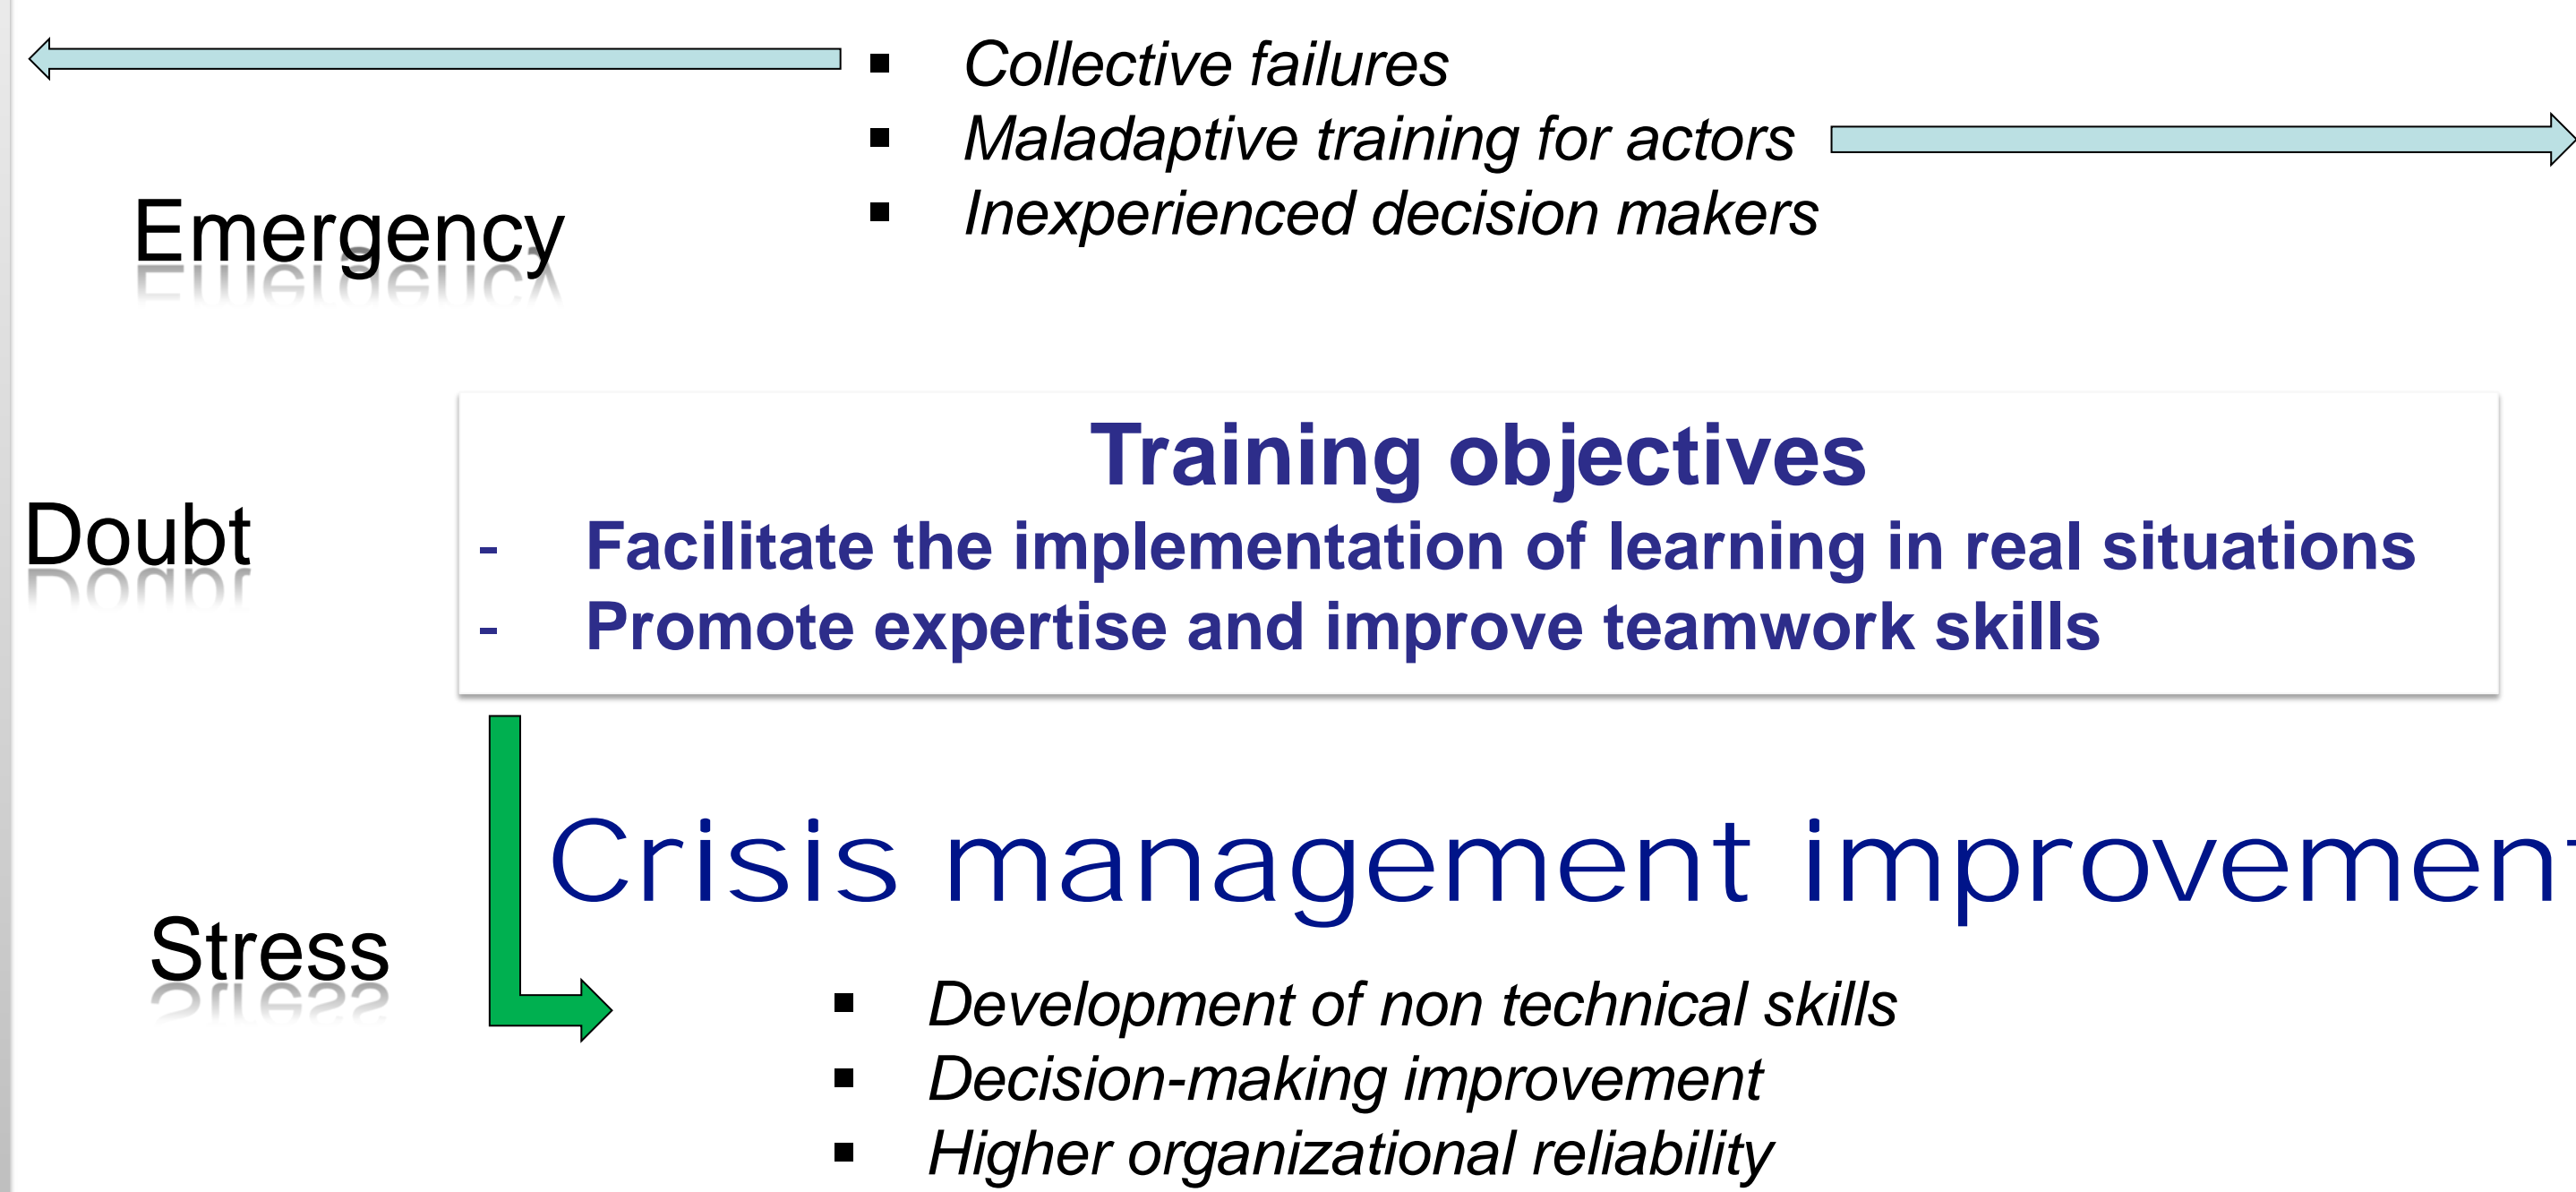 ▪ Collective failures
▪ Maladaptive training for actors
▪ Inexperienced decision makers
Emergency
Training objectives
- Facilitate the implementation of learning in real situations
- Promote expertise and improve teamwork skills
Doubt
Crisis management improvement
Stress
▪ Development of non technical skills
▪ Decision-making improvement
▪ Higher organizational reliability